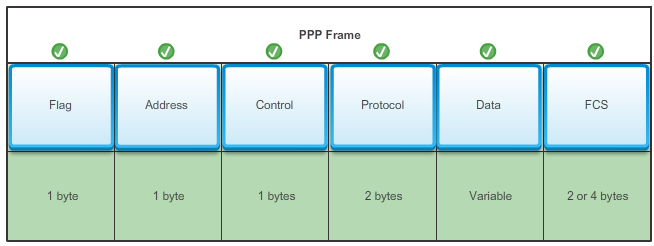 PPP Frame
Flag Address Control Protocol Data FCS
1 byte 1 byte 1 bytes 2 bytes Variable 2 or 4 bytes